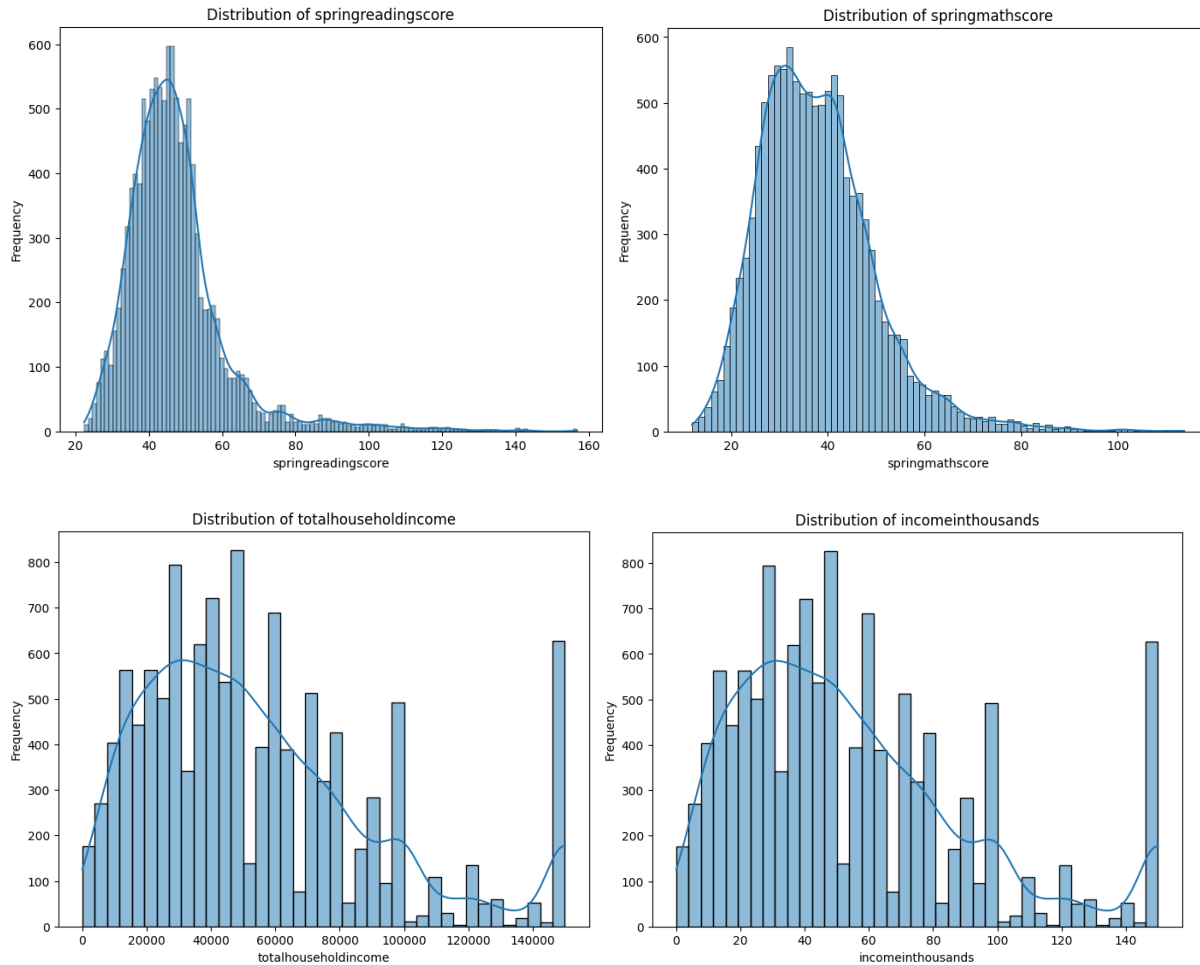 Distribution of springreadingscore
600
500
400
300
200
100
0
Frequency
20 40 60 80 100 120 140 160
springreadingscore
Distribution of springmathscore
600
500
400
300
200
100
0
Frequency
20 40 60 80 100
springmathscore
Distribution of totalhouseholdincome
800
700
600
500
400
300
200
100
0
Frequency
0 20000 40000 60000 80000 100000 120000 140000
totalhouseholdincome
Distribution of incomeinthousands
800
700
600
500
400
300
200
100
0
Frequency
0 20 40 60 80 100 120 140
incomeinthousands